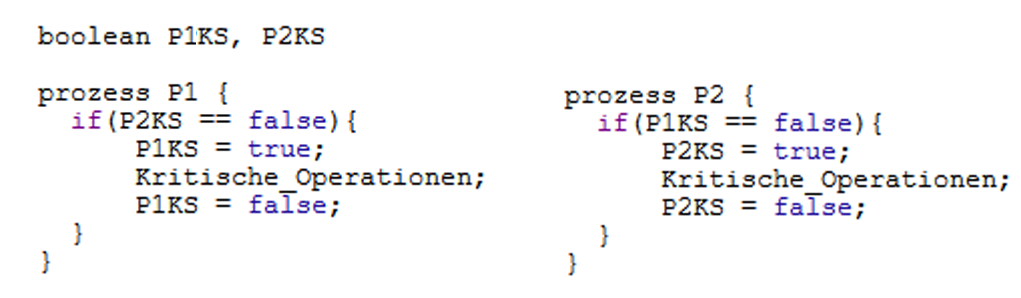 boolean P1KS, P2KS
prozess P1 {
if(P2KS == false){
P1KS = true;
Kritische_Operationen;
P1KS = false;
}
}
prozess P2 {
if(P1KS == false){
P2KS = true;
Kritische_Operationen;
P2KS = false;
}
}